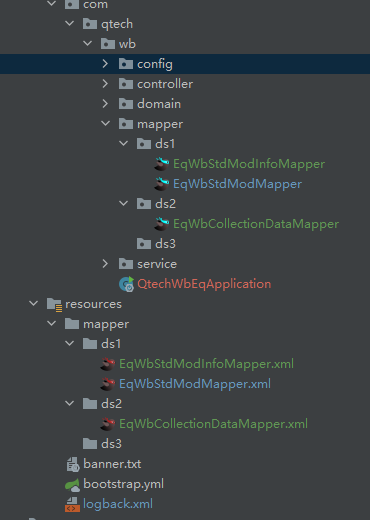 com
qtech
wb
config
controller
domain
mapper
ds1
EqWbStdModInfoMapper
EqWbStdModMapper
ds2
EqWbCollectionDataMapper
ds3
service
QtechWbEqApplication
resources
mapper
ds1
EqWbStdModInfoMapper.xml
EqWbStdModMapper.xml
ds2
EqWbCollectionDataMapper.xml
ds3
banner.txt
bootstrap.yml
logback.xml